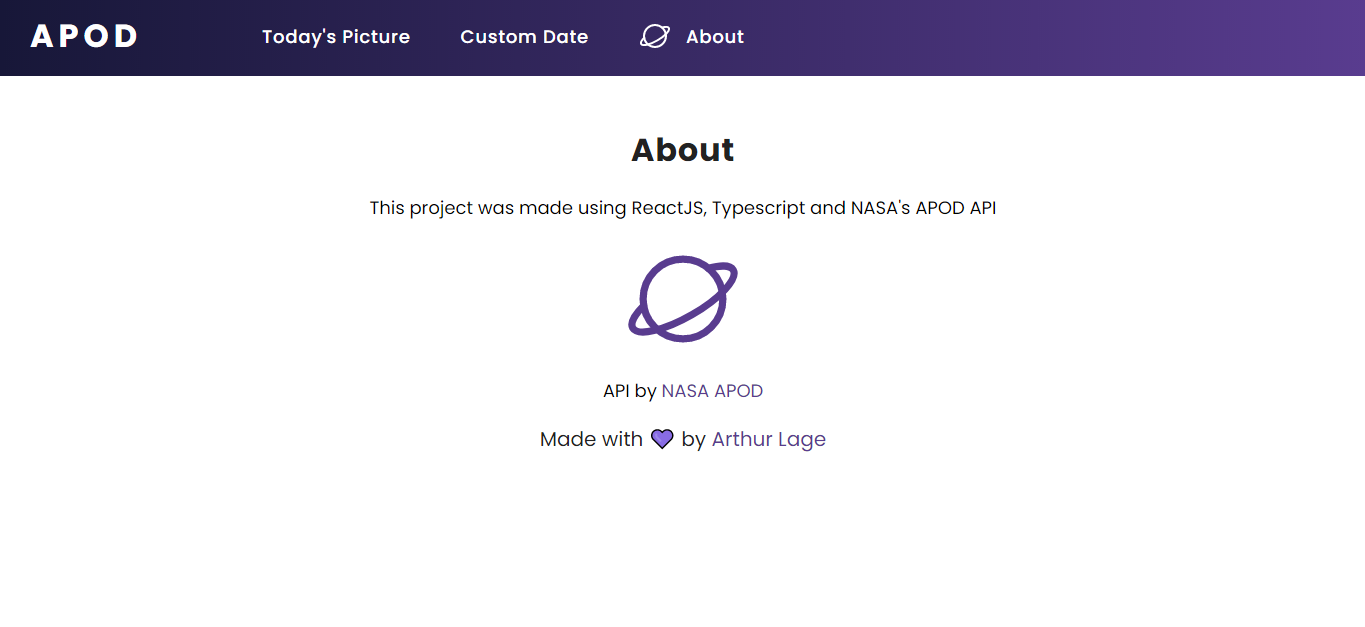 APOD
Today's Picture
Custom Date
About
About
This project was made using ReactJS, Typescript and NASA's APOD API
API by NASA APOD
Made with 💜 by Arthur Lage